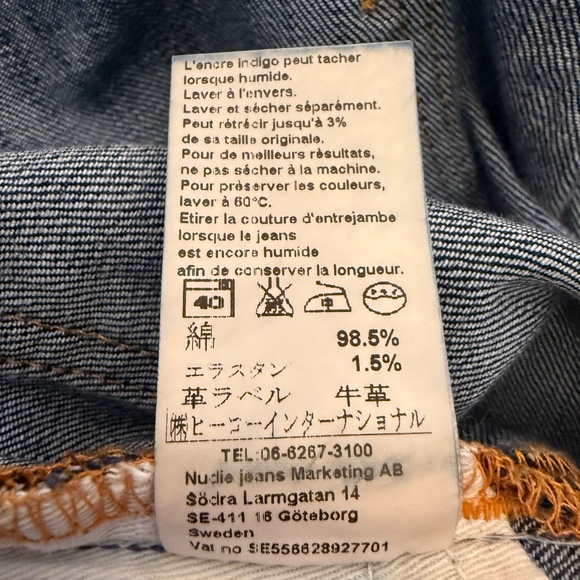 L'encre indigo peut tacher
lorsque humide.
Laver à l'envers.
Laver et sécher séparément.
Peut rétrécir jusqu'à 3%
de sa taille originale.
Pour de meilleurs résultats,
ne pas sécher à la machine.
Pour préserver les couleurs,
laver à 60°C.
Etirer la couture d'entrejambe
lorsque le jeans
est encore humide
afin de conserver la longueur.
40
綿 98.5%
エラスタン 1.5%
革ラベル 牛革
㈱ヒーローインターナショナル
TEL:06-6267-3100
Nudie jeans Marketing AB
Södra Larmgatan 14
SE-411 16 Göteborg
Sweden
Vat no SE556628927701